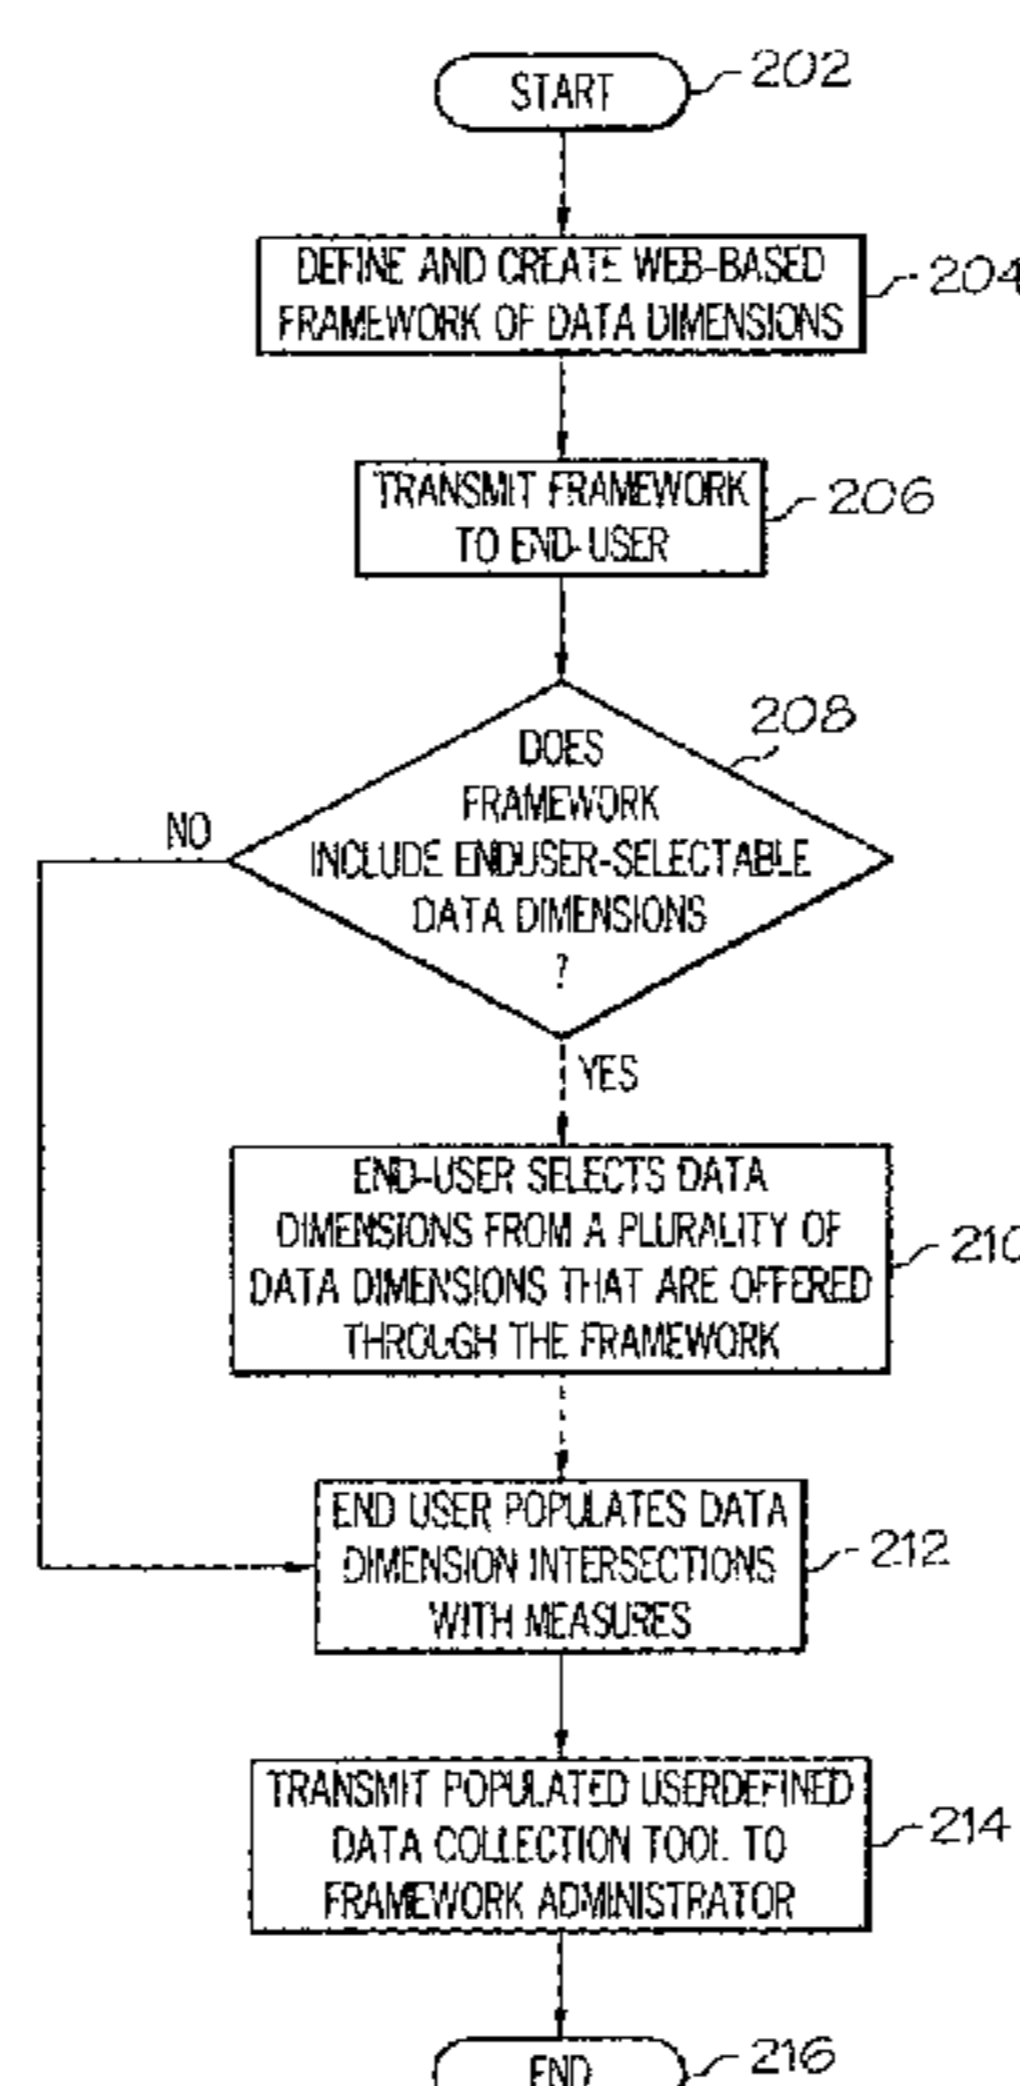 START
202
DEFINE AND CREATE WEB-BASED
FRAMEWORK OF DATA DIMENSIONS
204
TRANSMIT FRAMEWORK
TO END-USER
206
208
DOES
FRAMEWORK
INCLUDE ENDUSER-SELECTABLE
DATA DIMENSIONS
?
NO
YES
END-USER SELECTS DATA
DIMENSIONS FROM A PLURALITY OF
DATA DIMENSIONS THAT ARE OFFERED
THROUGH THE FRAMEWORK
210
END USER POPULATES DATA
DIMENSION INTERSECTIONS
WITH MEASURES
212
TRANSMIT POPULATED USERDEFINED
DATA COLLECTION TOOL TO
FRAMEWORK ADMINISTRATOR
214
END
216